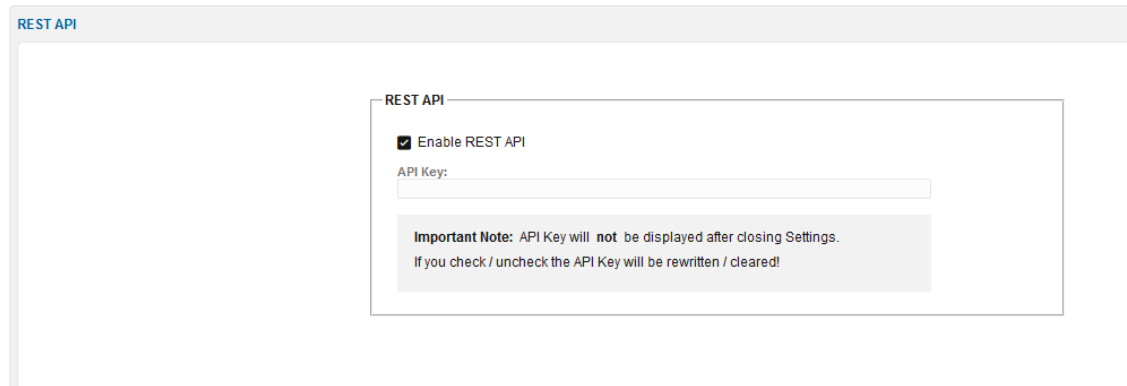 REST API
REST API
Enable REST API
API Key:
Important Note: API Key will not be displayed after closing Settings.
If you check / uncheck the API Key will be rewritten / cleared!